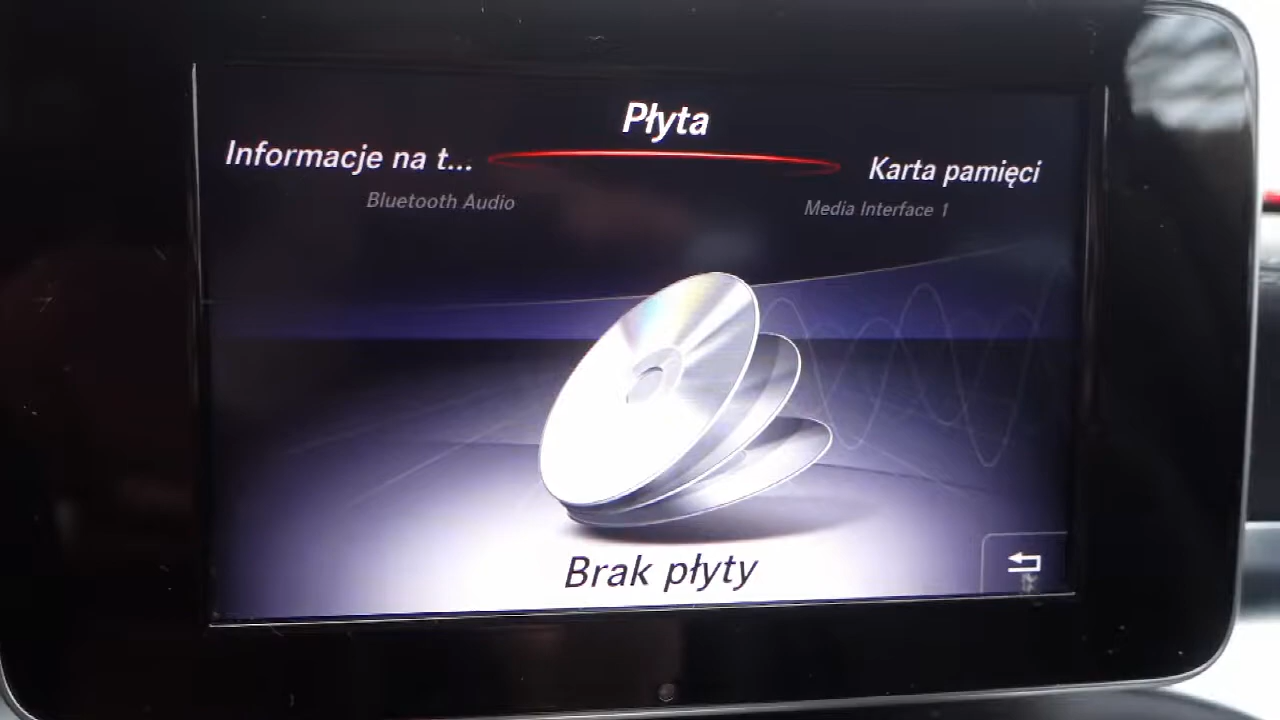 Płyta
Informacje na t...
Karta pamięci
Bluetooth Audio
Media Interface 1
Brak płyty